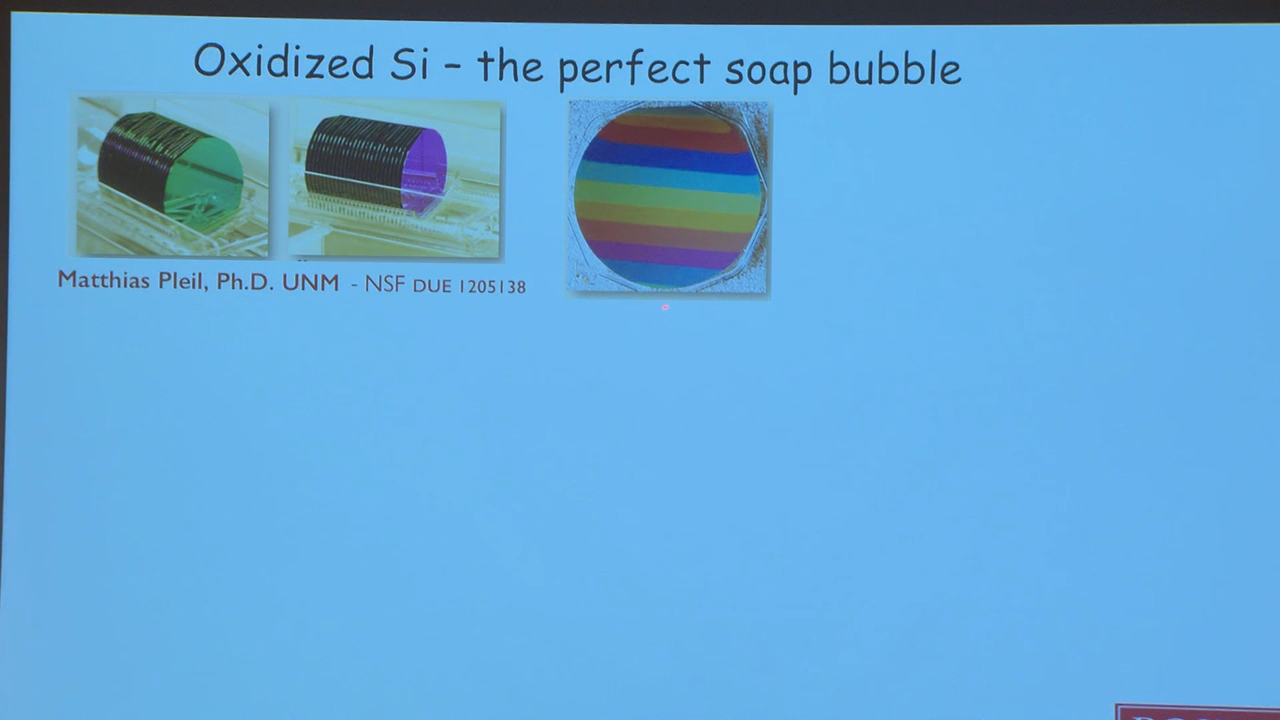 Oxidized Si – the perfect soap bubble
Matthias Pleil, Ph.D. UNM - NSF DUE 1205138